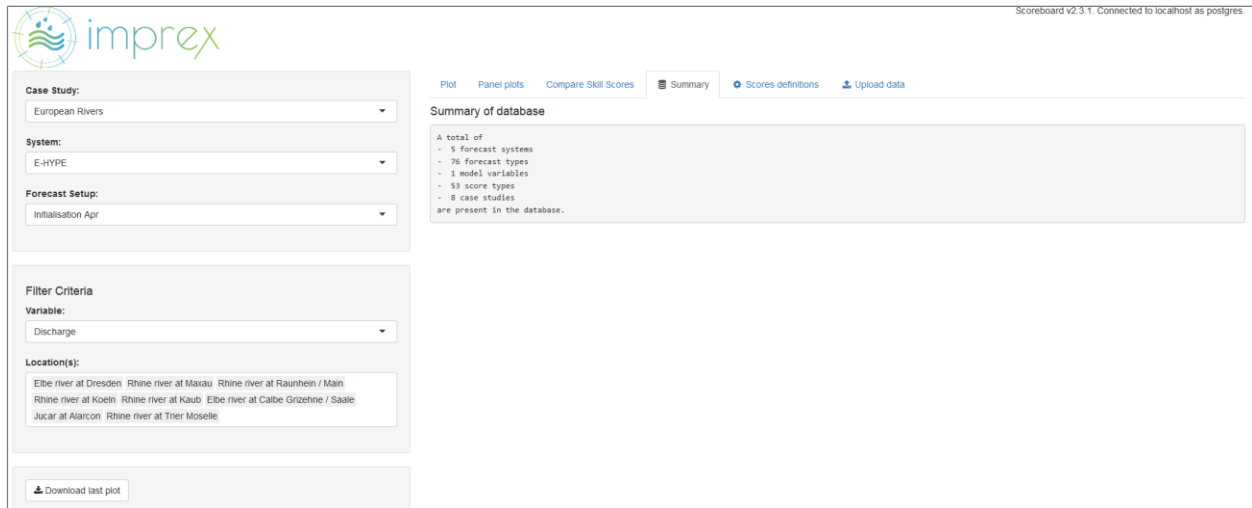 Scoreboard v2.3.1. Connected to localhost as postgres.
imprex
Case Study:
European Rivers
System:
E-HYPE
Forecast Setup:
Initialisation Apr
Filter Criteria
Variable:
Discharge
Location(s):
Elbe river at Dresden Rhine river at Maxau Rhine river at Raunhein / Main
Rhine river at Koeln Rhine river at Kaub Elbe river at Calbe Grizehne / Saale
Jucar at Alarcon Rhine river at Trier Moselle
Download last plot
Plot Panel plots Compare Skill Scores Summary Scores definitions Upload data
Summary of database
A total of
- 5 forecast systems
- 76 forecast types
- 1 model variables
- 53 score types
- 8 case studies
are present in the database.